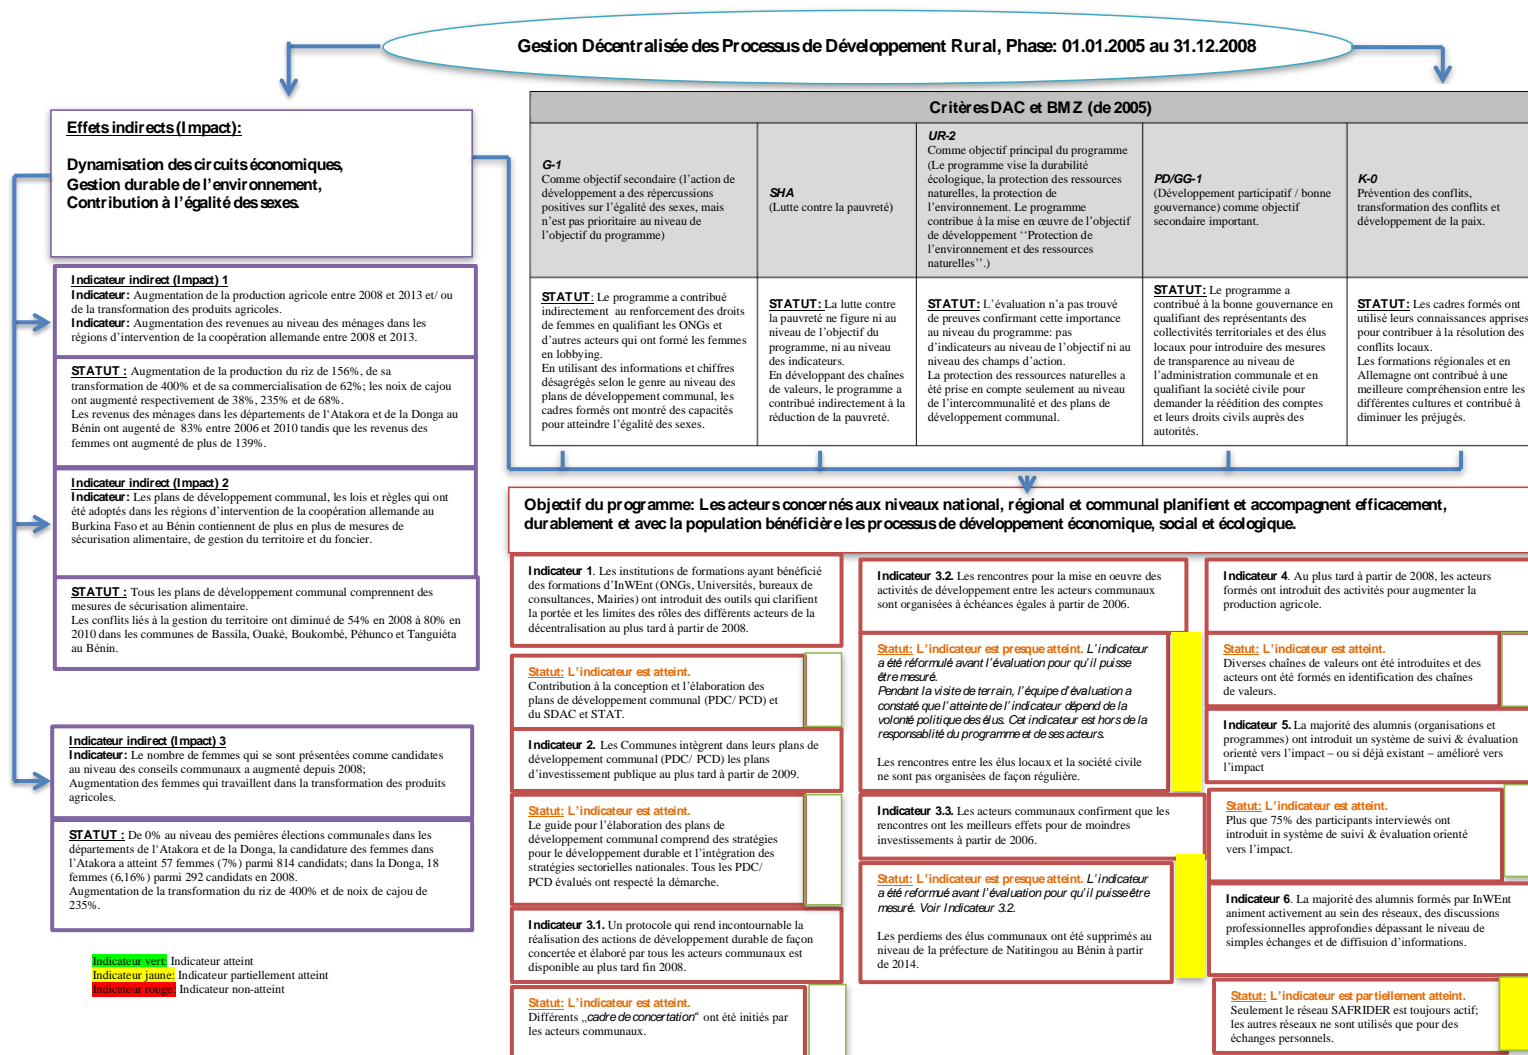 Gestion Décentralisée des Processus de Développement Rural, Phase: 01.01.2005 au 31.12.2008
Effets indirects (Impact):
Dynamisation des circuits économiques,
Gestion durable de l'environnement,
Contribution à l'égalité des sexes.
Indicateur indirect (Impact) 1
Indicateur: Augmentation de la production agricole entre 2008 et 2013 et/ ou
de la transformation des produits agricoles.
Indicateur: Augmentation des revenus au niveau des ménages dans les
régions d'intervention de la coopération allemande entre 2008 et 2013.
STATUT : Augmentation de la production du riz de 156%, de sa
transformation de 400% et de sa commercialisation de 62%; les noix de cajou
ont augmenté respectivement de 38%, 235% et de 68%.
Les revenus des ménages dans les départements de l'Atakora et de la Donga au
Bénin ont augenté de 83% entre 2006 et 2010 tandis que les revenus des
femmes ont augmenté de plus de 139%.
Indicateur indirect (Impact) 2
Indicateur: Les plans de développement communal, les lois et règles qui ont
été adoptés dans les régions d'intervention de la coopération allemande au
Burkina Faso et au Bénin contiennent de plus en plus de mesures de
sécurisation alimentaire, de gestion du territoire et du foncier.
STATUT : Tous les plans de développement communal comprennent des
mesures de sécurisation alimentaire.
Les conflits liés à la gestion du territoire ont diminué de 54% en 2008 à 80% en
2010 dans les communes de Bassila, Ouaké, Boukombé, Péhunco et Tanguiéta
au Bénin.
Indicateur indirect (Impact) 3
Indicateur: Le nombre de femmes qui se sont présentées comme candidates
au niveau des conseils communaux a augmenté depuis 2008;
Augmentation des femmes qui travaillent dans la transformation des produits
agricoles.
STATUT : De 0% au niveau des pemières élections communales dans les
départements de l'Atakora et de la Donga, la candidature des femmes dans
l'Atakora a atteint 57 femmes (7%) parmi 814 candidats; dans la Donga, 18
femmes (6,16%) parmi 292 candidats en 2008.
Augmentation de la transformation du riz de 400% et de noix de cajou de
235%.
Indicateur vert: Indicateur atteint
Indicateur jaune: Indicateur partiellement atteint
Indicateur rouge: Indicateur non-atteint
Critères DAC et BMZ (de 2005)
G-1
Comme objectif secondaire (l'action de
développement a des répercussions
positives sur l'égalité des sexes, mais
n'est pas prioritaire au niveau de
l'objectif du programme)
SHA
(Lutte contre la pauvreté)
UR-2
Comme objectif principal du programme
(Le programme vise la durabilité
écologique, la protection des ressources
naturelles, la protection de
l'environnement. Le programme
contribue à la mise en œuvre de l'objectif
de développement ''Protection de
l'environnement et des ressources
naturelles''.)
PD/GG-1
(Développement participatif / bonne
gouvernance) comme objectif
secondaire important.
K-0
Prévention des conflits,
transformation des conflits et
développement de la paix.
STATUT: Le programme a contribué
indirectement au renforcement des droits
de femmes en qualifiant les ONGs et
d'autres acteurs qui ont formé les femmes
en lobbying.
En utilisant des informations et chiffres
désagrégés selon le genre au niveau des
plans de développement communal, les
cadres formés ont montré des capacités
pour atteindre l'égalité des sexes.
STATUT: La lutte contre
la pauvreté ne figure ni au
niveau de l'objectif du
programme, ni au niveau
des indicateurs.
En développant des chaînes
de valeurs, le programme a
contribué indirectement à la
réduction de la pauvreté.
STATUT: L'évaluation n'a pas trouvé
de preuves confirmant cette importance
au niveau du programme: pas
d'indicateurs au niveau de l'objectif ni au
niveau des champs d'action.
La protection des ressources naturelles a
été prise en compte seulement au niveau
de l'intercommunalité et des plans de
développement communal.
STATUT: Le programme a
contribué à la bonne gouvernance en
qualifiant des représentants des
collectivités territoriales et des élus
locaux pour introduire des mesures
de transparence au niveau de
l'administration communale et en
qualifiant la société civile pour
demander la réédition des comptes
et leurs droits civils auprès des
autorités.
STATUT: Les cadres formés ont
utilisé leurs connaissances apprises
pour contribuer à la résolution des
conflits locaux.
Les formations régionales et en
Allemagne ont contribué à une
meilleure compréhension entre les
différentes cultures et contribué à
diminuer les préjugés.
Objectif du programme: Les acteurs concernés aux niveaux national, régional et communal planifient et accompagnent efficacement,
durablement et avec la population bénéficière les processus de développement économique, social et écologique.
Indicateur 1. Les institutions de formations ayant bénéficié
des formations d'InWEnt (ONGs, Universités, bureaux de
consultances, Mairies) ont introduit des outils qui clarifient
la portée et les limites des rôles des différents acteurs de la
décentralisation au plus tard à partir de 2008.
Statut: L'indicateur est atteint.
Contribution à la conception et l'élaboration des
plans de développement communal (PDC/ PCD) et
du SDAC et STAT.
Indicateur 2. Les Communes intègrent dans leurs plans de
développement communal (PDC/ PCD) les plans
d'investissement publique au plus tard à partir de 2009.
Statut: L'indicateur est atteint.
Le guide pour l'élaboration des plans de
développement communal comprend des stratégies
pour le développement durable et l'intégration des
stratégies sectorielles nationales. Tous les PDC/
PCD évalués ont respecté la démarche.
Indicateur 3.1. Un protocole qui rend incontournable la
réalisation des actions de développement durable de façon
concertée et élaboré par tous les acteurs communaux est
disponible au plus tard fin 2008.
Statut: L'indicateur est atteint.
Différents „cadre de concertation" ont été initiés par
les acteurs communaux.
Indicateur 3.2. Les rencontres pour la mise en oeuvre des
activités de développement entre les acteurs communaux
sont organisées à échéances égales à partir de 2006.
Statut: L'indicateur est presque atteint. L'indicateur
a été réformulé avant l'évaluation pour qu'il puisse
être mesuré.
Pendant la visite de terrain, l'équipe d'évaluation a
constaté que l'atteinte de l'indicateur dépend de la
volonté politique des élus. Cet indicateur est hors de la
responsablité du programme et de ses acteurs.
Les rencontres entre les élus locaux et la société civile
ne sont pas organisées de façon régulière.
Indicateur 3.3. Les acteurs communaux confirment que les
rencontres ont les meilleurs effets pour de moindres
investissements à partir de 2006.
Statut: L'indicateur est presque atteint. L'indicateur
a été reformué avant l'évaluation pour qu'il puisse être
mesuré. Voir Indicateur 3.2.
Les perdiems des élus communaux ont été supprimés au
niveau de la préfecture de Natitingou au Bénin à partir
de 2014.
Indicateur 4. Au plus tard à partir de 2008, les acteurs
formés ont introduit des activités pour augmenter la
production agricole.
Statut: L'indicateur est atteint.
Diverses chaînes de valeurs ont été introduites et des
acteurs ont été formés en identification des chaînes
de valeurs.
Indicateur 5. La majorité des alumnis (organisations et
programmes) ont introduit un système de suivi & évaluation
orienté vers l'impact – ou si déjà existant – amélioré vers
l'impact
Statut: L'indicateur est atteint.
Plus que 75% des participants interviewés ont
introduit in système de suivi & évaluation orienté
vers l'impact.
Indicateur 6. La majorité des alumnis formés par InWEnt
animent activement au sein des réseaux, des discussions
professionnelles approfondies dépassant le niveau de
simples échanges et de diffisuion d'informations.
Statut: L'indicateur est partiellement atteint.
Seulement le réseau SAFRIDER est toujours actif;
les autres réseaux ne sont utilisés que pour des
échanges personnels.